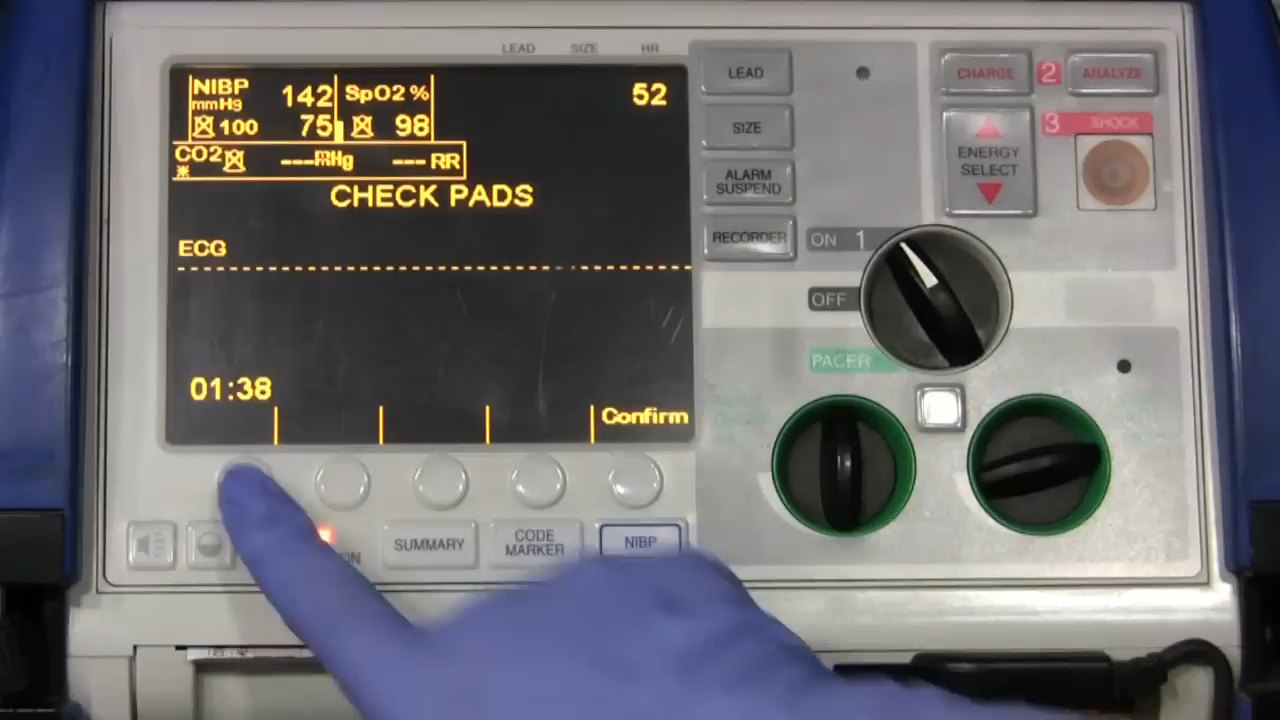 LEAD SIZE HR
NIBP 142 SpO2 % 52
mmHg
100 75 98
CO2 ---mmHg --- RR
*
CHECK PADS
ECG
01:38
Confirm
LEAD
SIZE
ALARM
SUSPEND
RECORDER
CHARGE 2 ANALYZE
ENERGY
SELECT
3 SHOCK
ON 1
OFF
PACER
ON
SUMMARY
CODE
MARKER
NIBP